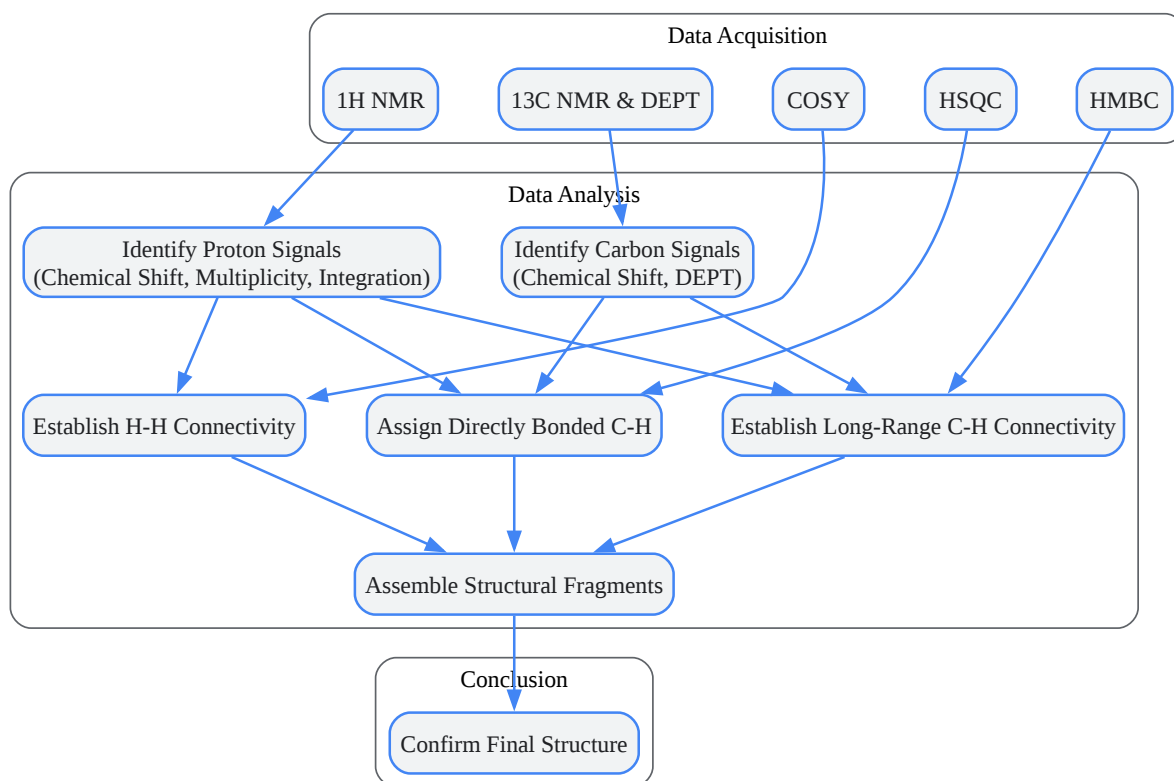 Data Acquisition
1H NMR
13C NMR & DEPT
COSY
HSQC
HMBC
Data Analysis
Identify Proton Signals
(Chemical Shift, Multiplicity, Integration)
Identify Carbon Signals
(Chemical Shift, DEPT)
Establish H-H Connectivity
Assign Directly Bonded C-H
Establish Long-Range C-H Connectivity
Assemble Structural Fragments
Conclusion
Confirm Final Structure